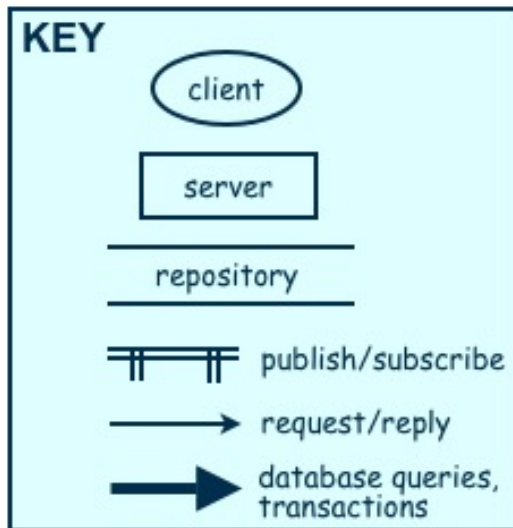 KEY
client
server
repository
publish/subscribe
request/reply
database queries,
transactions